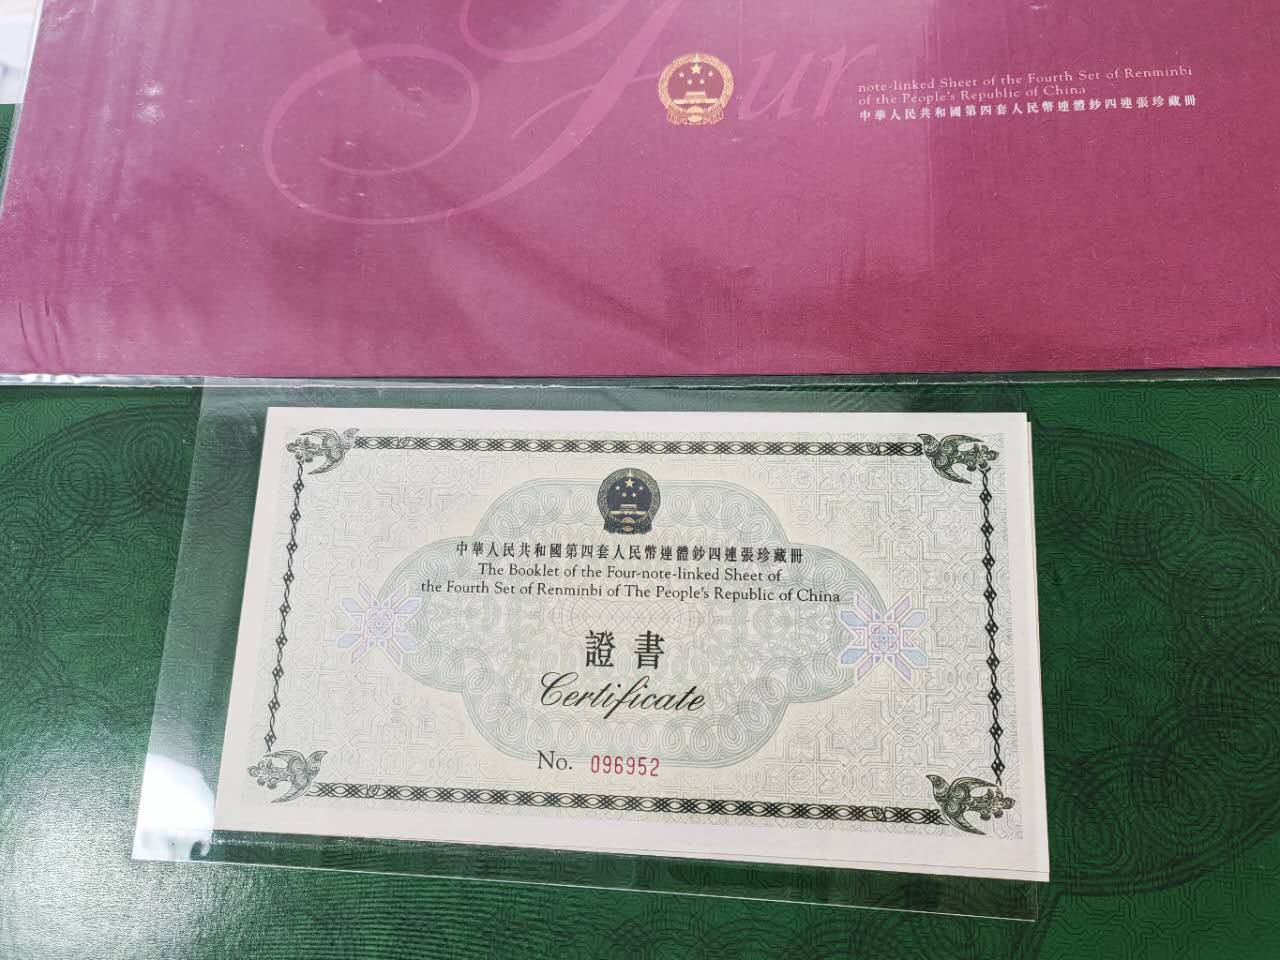 Four
note-linked Sheet of the Fourth Set of Renminbi
of the People's Republic of China
中華人民共和國第四套人民幣連體鈔四連張珍藏冊
中華人民共和國第四套人民幣連體鈔四連張珍藏冊
The Booklet of the Four-note-linked Sheet of
the Fourth Set of Renminbi of The People's Republic of China
證書
Certificate
No. 096952